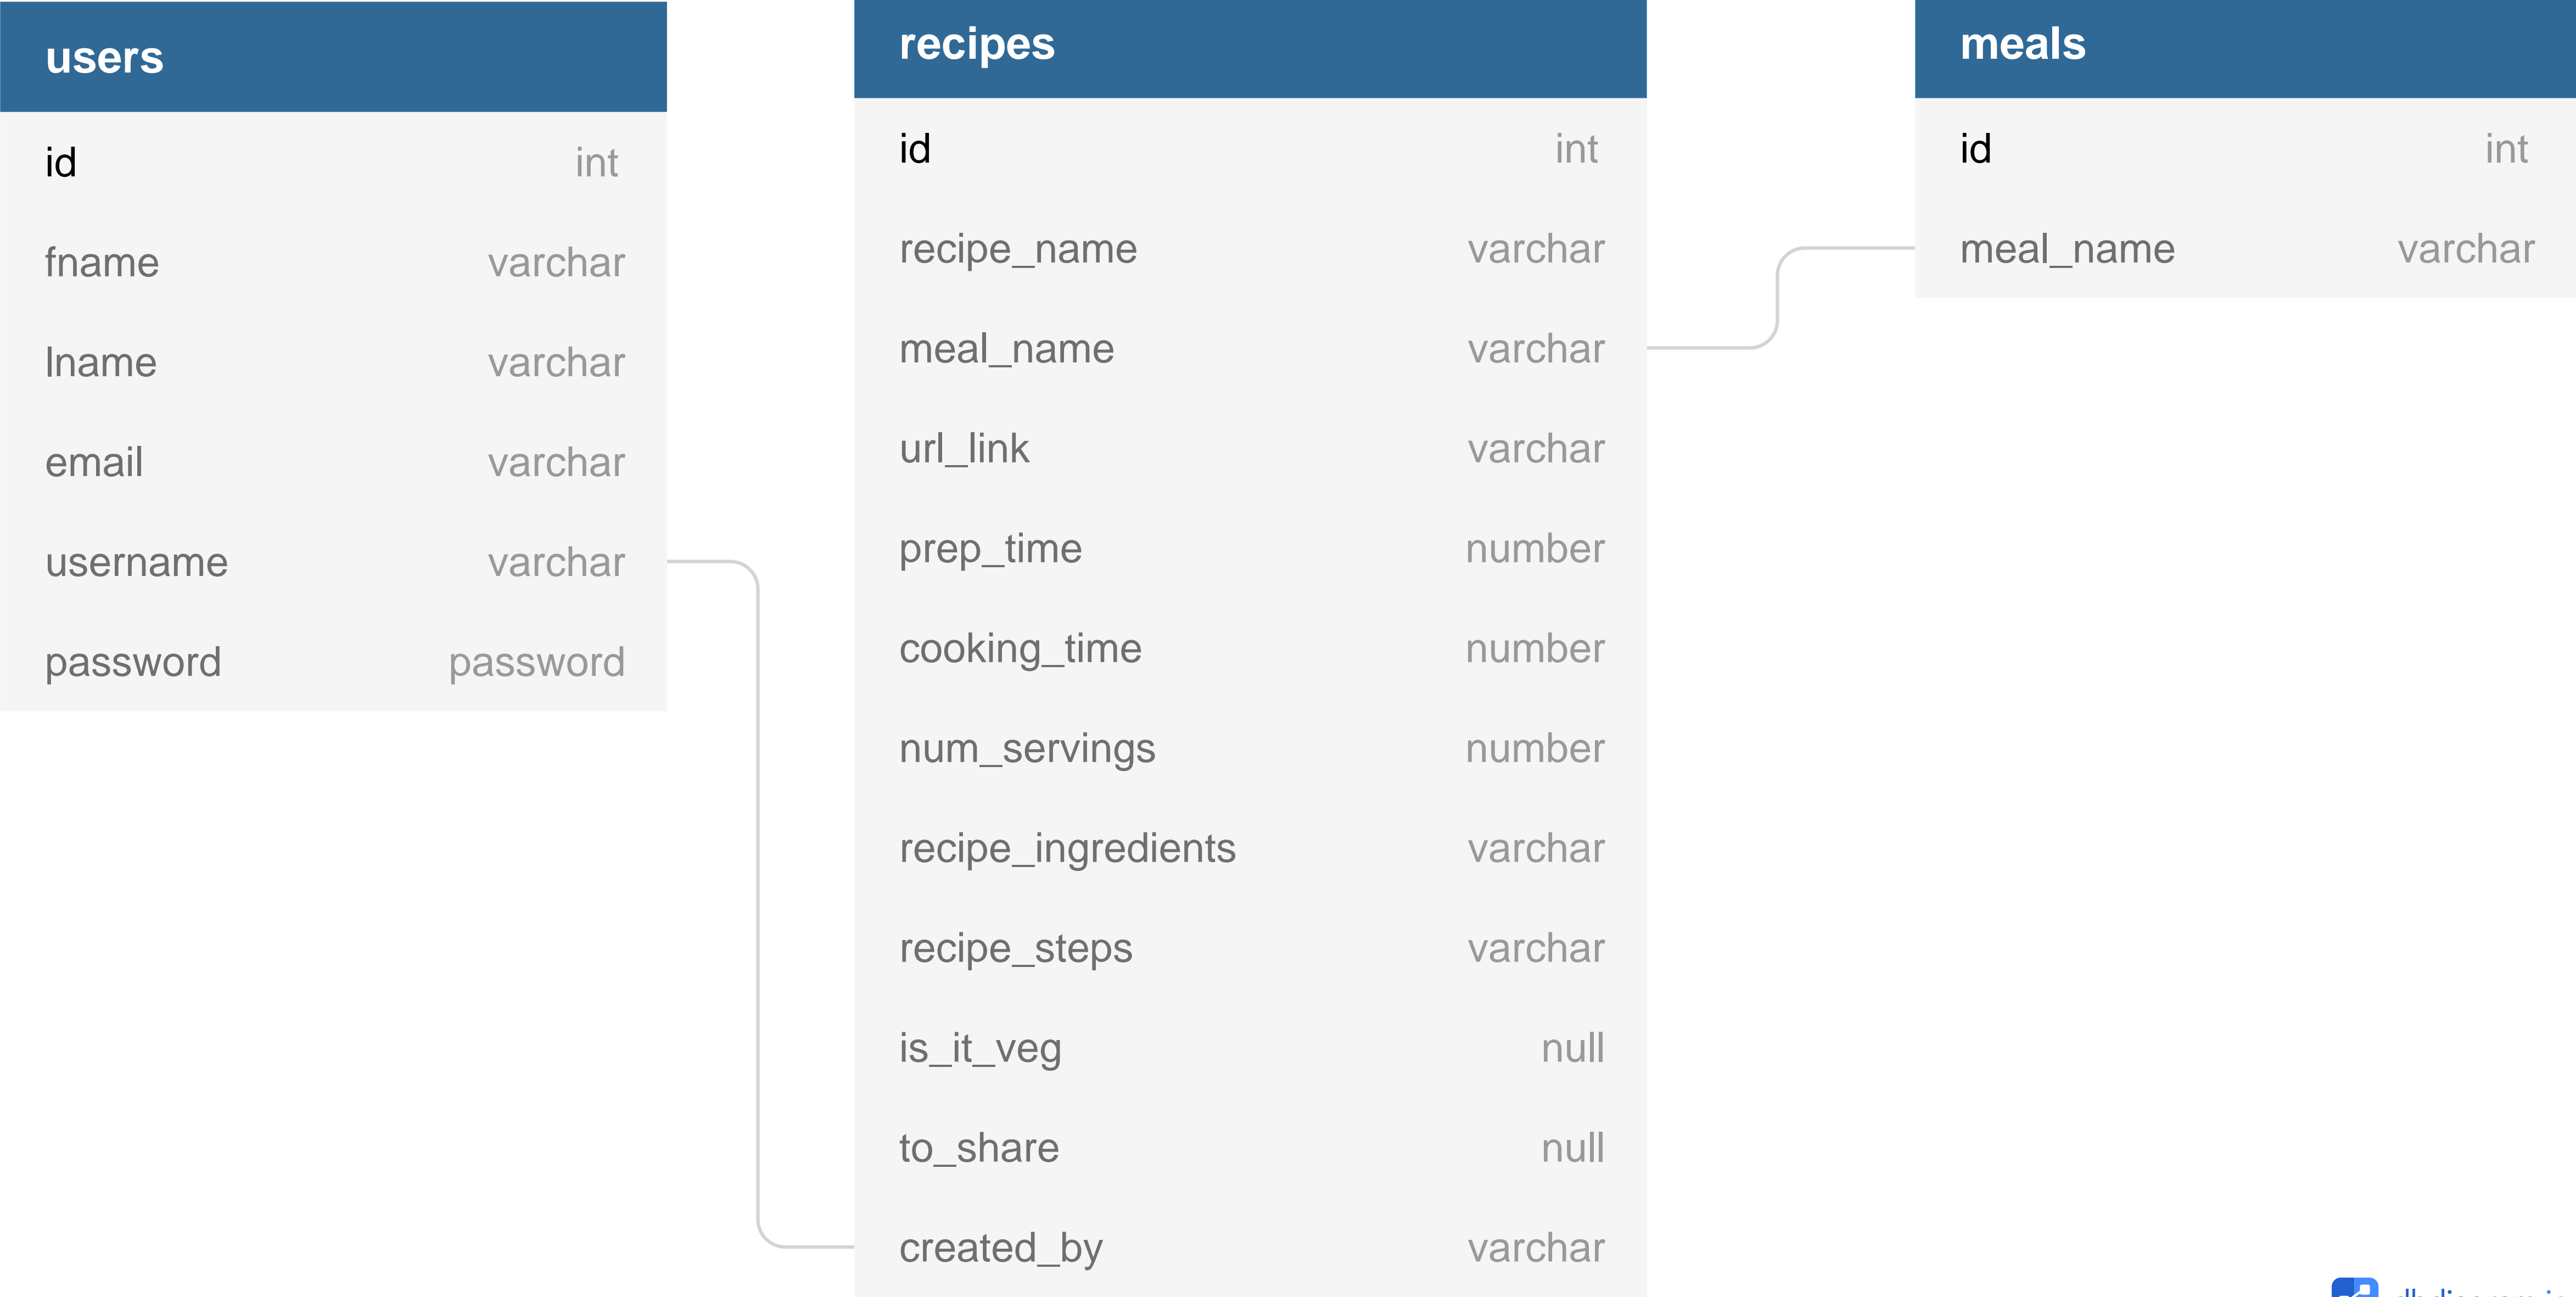 users
id int
fname varchar
lname varchar
email varchar
username varchar
password password
recipes
id int
recipe_name varchar
meal_name varchar
url_link varchar
prep_time number
cooking_time number
num_servings number
recipe_ingredients varchar
recipe_steps varchar
is_it_veg null
to_share null
created_by varchar
meals
id int
meal_name varchar